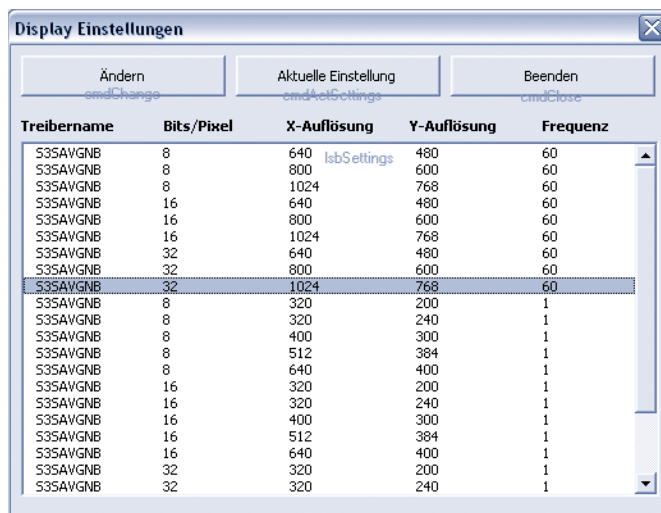 Display Einstellungen
Ändern Aktuelle Einstellung Beenden
cmdChange cmdActSettings cmdClose
Treibername Bits/Pixel X-Auflösung Y-Auflösung Frequenz
S3SAVGNB 8 640 480 60
lsbSettings
S3SAVGNB 8 800 600 60
S3SAVGNB 8 1024 768 60
S3SAVGNB 16 640 480 60
S3SAVGNB 16 800 600 60
S3SAVGNB 16 1024 768 60
S3SAVGNB 32 640 480 60
S3SAVGNB 32 800 600 60
S3SAVGNB 32 1024 768 60
S3SAVGNB 8 320 200 1
S3SAVGNB 8 320 240 1
S3SAVGNB 8 400 300 1
S3SAVGNB 8 512 384 1
S3SAVGNB 8 640 400 1
S3SAVGNB 16 320 200 1
S3SAVGNB 16 320 240 1
S3SAVGNB 16 400 300 1
S3SAVGNB 16 512 384 1
S3SAVGNB 16 640 400 1
S3SAVGNB 32 320 200 1
S3SAVGNB 32 320 240 1